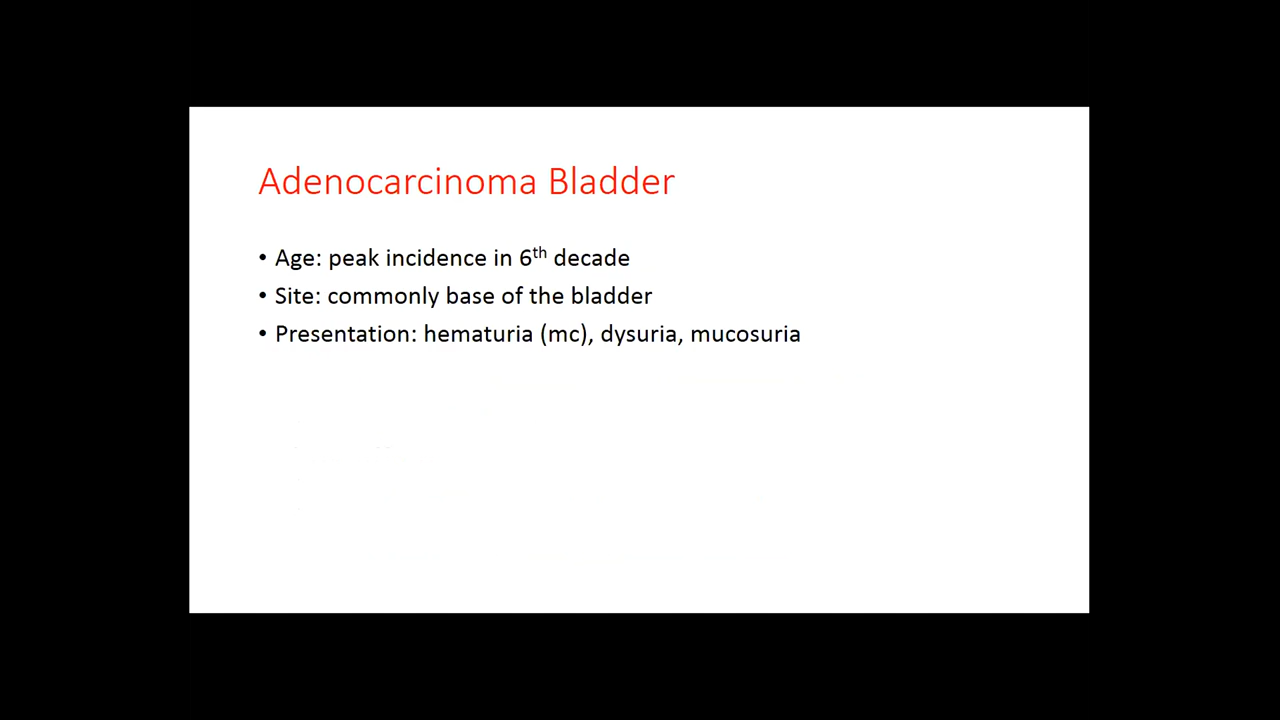 Adenocarcinoma Bladder
• Age: peak incidence in 6th decade
• Site: commonly base of the bladder
• Presentation: hematuria (mc), dysuria, mucosuria